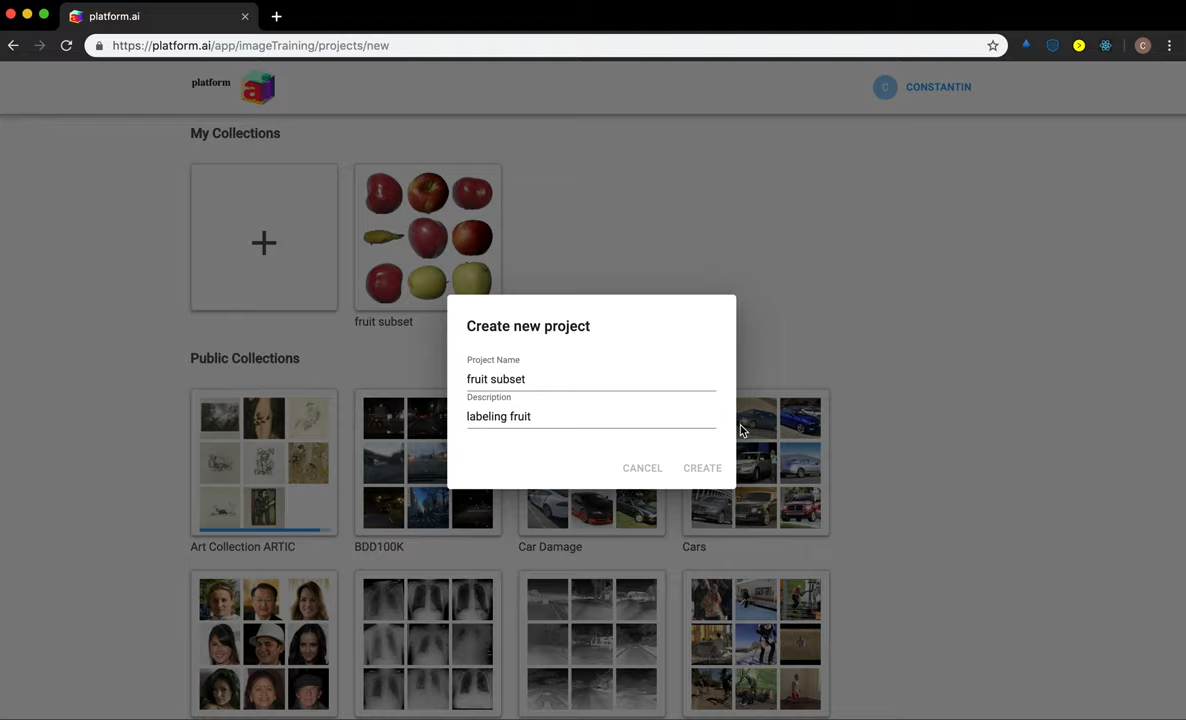 platform.ai
https://platform.ai/app/imageTraining/projects/new
C
platform
ai
C
CONSTANTIN
My Collections
fruit subset
Create new project
Project Name
fruit subset
Description
labeling fruit
CANCEL
CREATE
Public Collections
Art Collection ARTIC
BDD100K
Car Damage
Cars